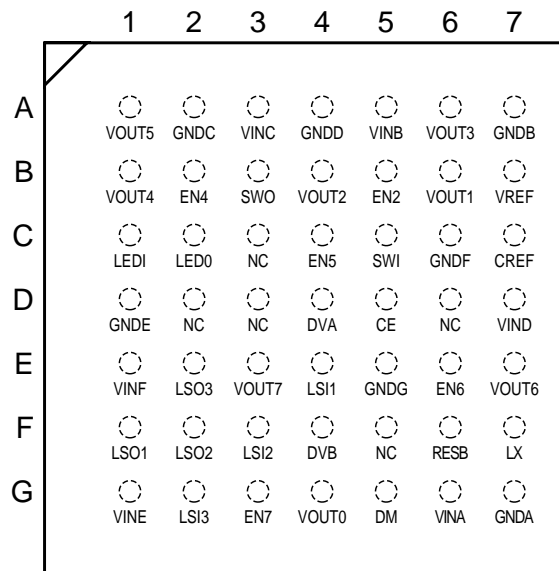 1 2 3 4 5 6 7
A
VOUT5 GNDC VINC GNDD VINB VOUT3 GNDB
B
VOUT4 EN4 SWO VOUT2 EN2 VOUT1 VREF
C
LEDI LED0 NC EN5 SWI GNDF CREF
D
GNDE NC NC DVA CE NC VIND
E
VINF LSO3 VOUT7 LSI1 GNDG EN6 VOUT6
F
LSO1 LSO2 LSI2 DVB NC RESB LX
G
VINE LSI3 EN7 VOUT0 DM VINA GNDA